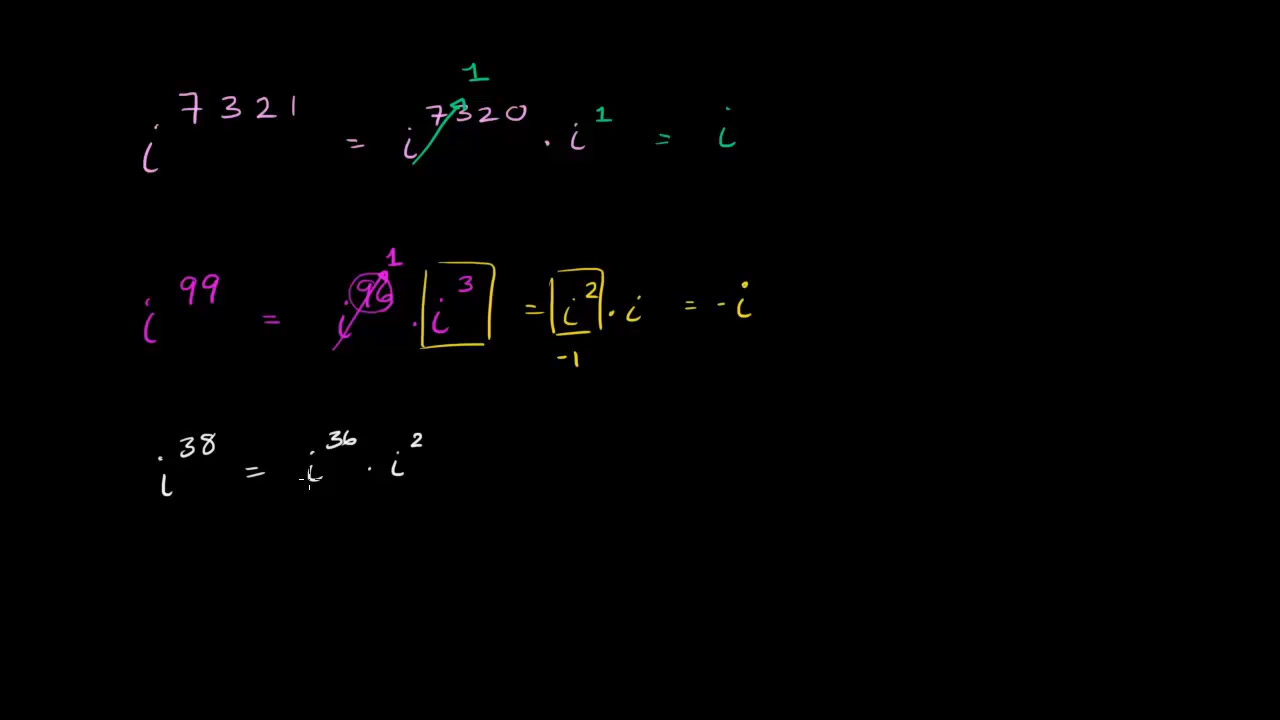 i^7321 = i^7320 · i^1 = i
1
i^99 = i^96 · i^3 = i^2 · i = -i
1
-1
i^38 = i^36 · i^2